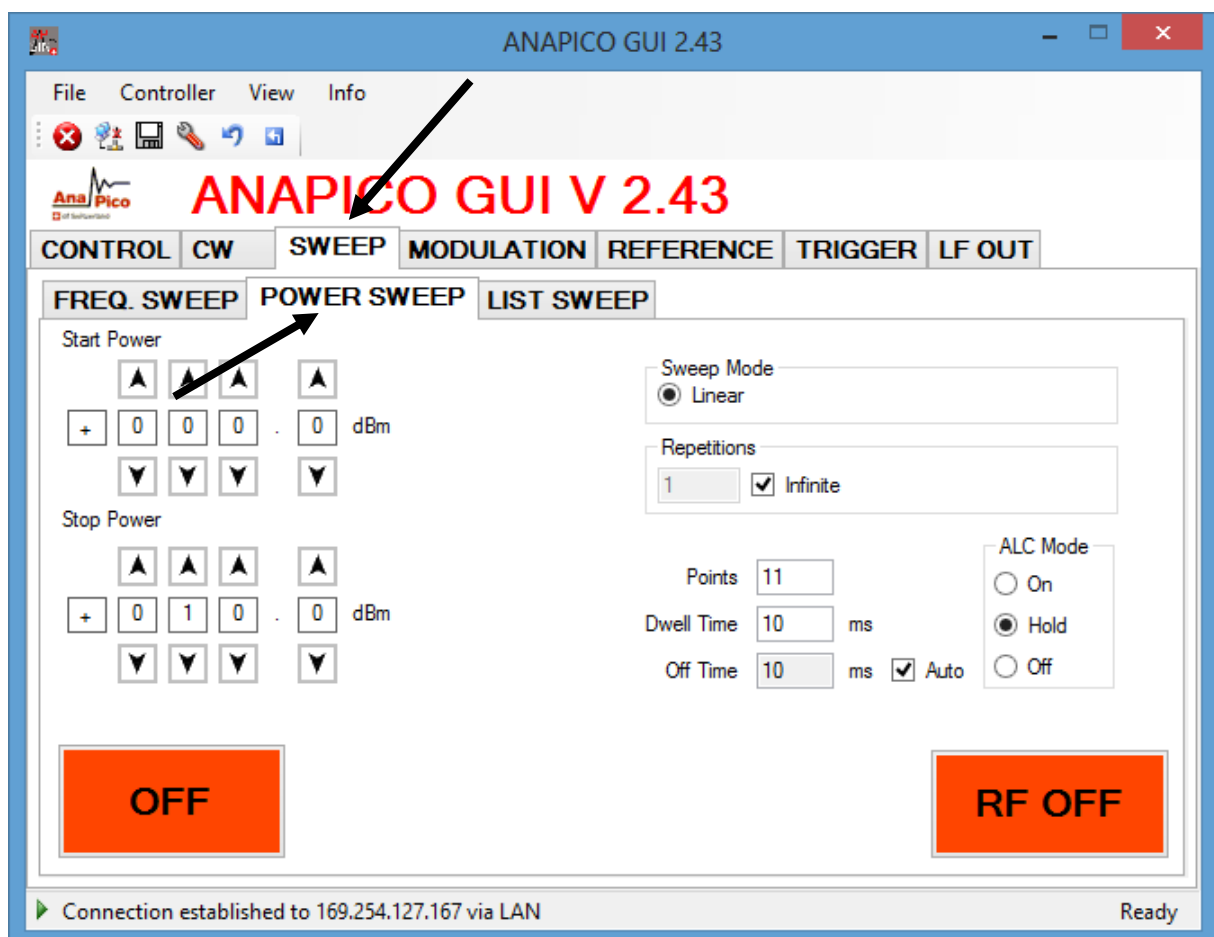 ANAPICO GUI 2.43
File Controller View Info
AnaPico
ANAPICO GUI V 2.43
CONTROL CW SWEEP MODULATION REFERENCE TRIGGER LF OUT
FREQ. SWEEP POWER SWEEP LIST SWEEP
Start Power
+ 0 0 0 . 0 dBm
Stop Power
+ 0 1 0 . 0 dBm
Sweep Mode
Linear
Repetitions
1 Infinite
Points 11
Dwell Time 10 ms
Off Time 10 ms Auto
ALC Mode
On
Hold
Off
OFF
RF OFF
Connection established to 169.254.127.167 via LAN
Ready